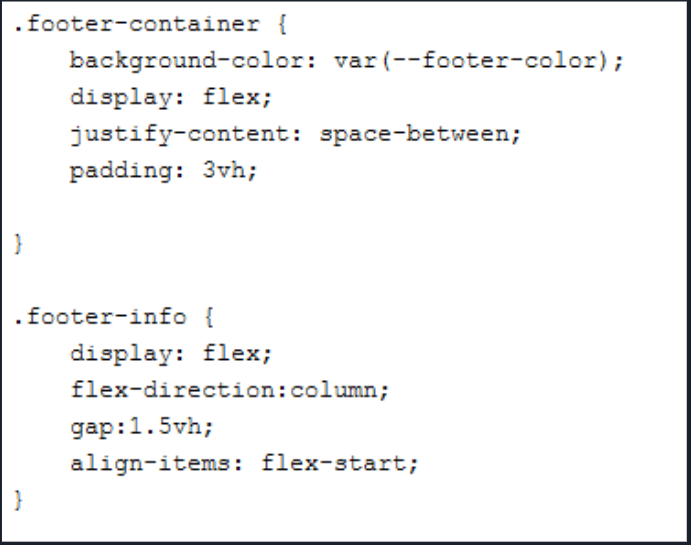 .footer-container {
    background-color: var(--footer-color);
    display: flex;
    justify-content: space-between;
    padding: 3vh;

}

.footer-info {
    display: flex;
    flex-direction:column;
    gap:1.5vh;
    align-items: flex-start;
}